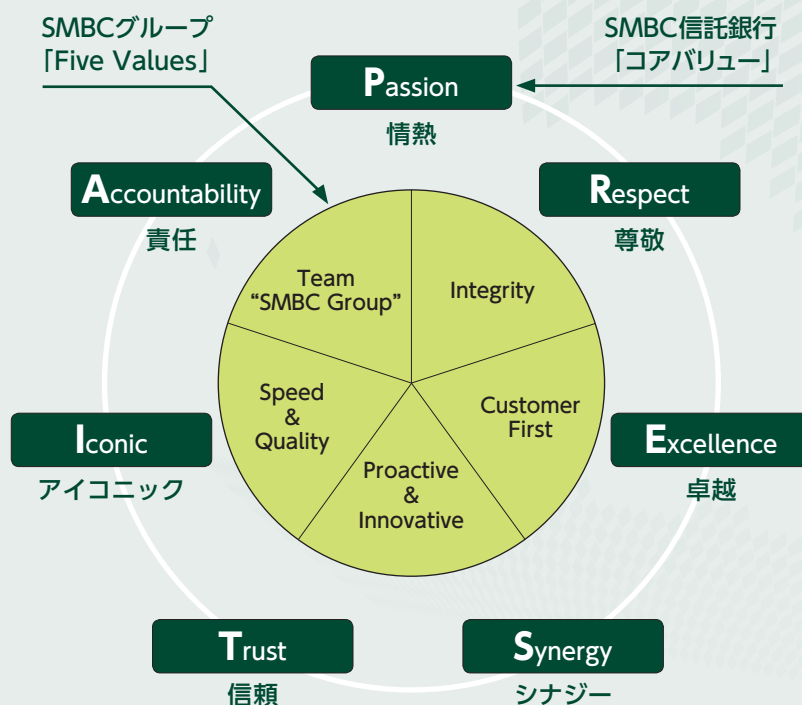 SMBCグループ
「Five Values」
SMBC信託銀行
「コアバリュー」
Passion
情熱
Accountability
責任
Respect
尊敬
Team
“SMBC Group”
Integrity
Speed
&
Quality
Customer
First
Proactive
&
Innovative
Iconic
アイコニック
Excellence
卓越
Trust
信頼
Synergy
シナジー